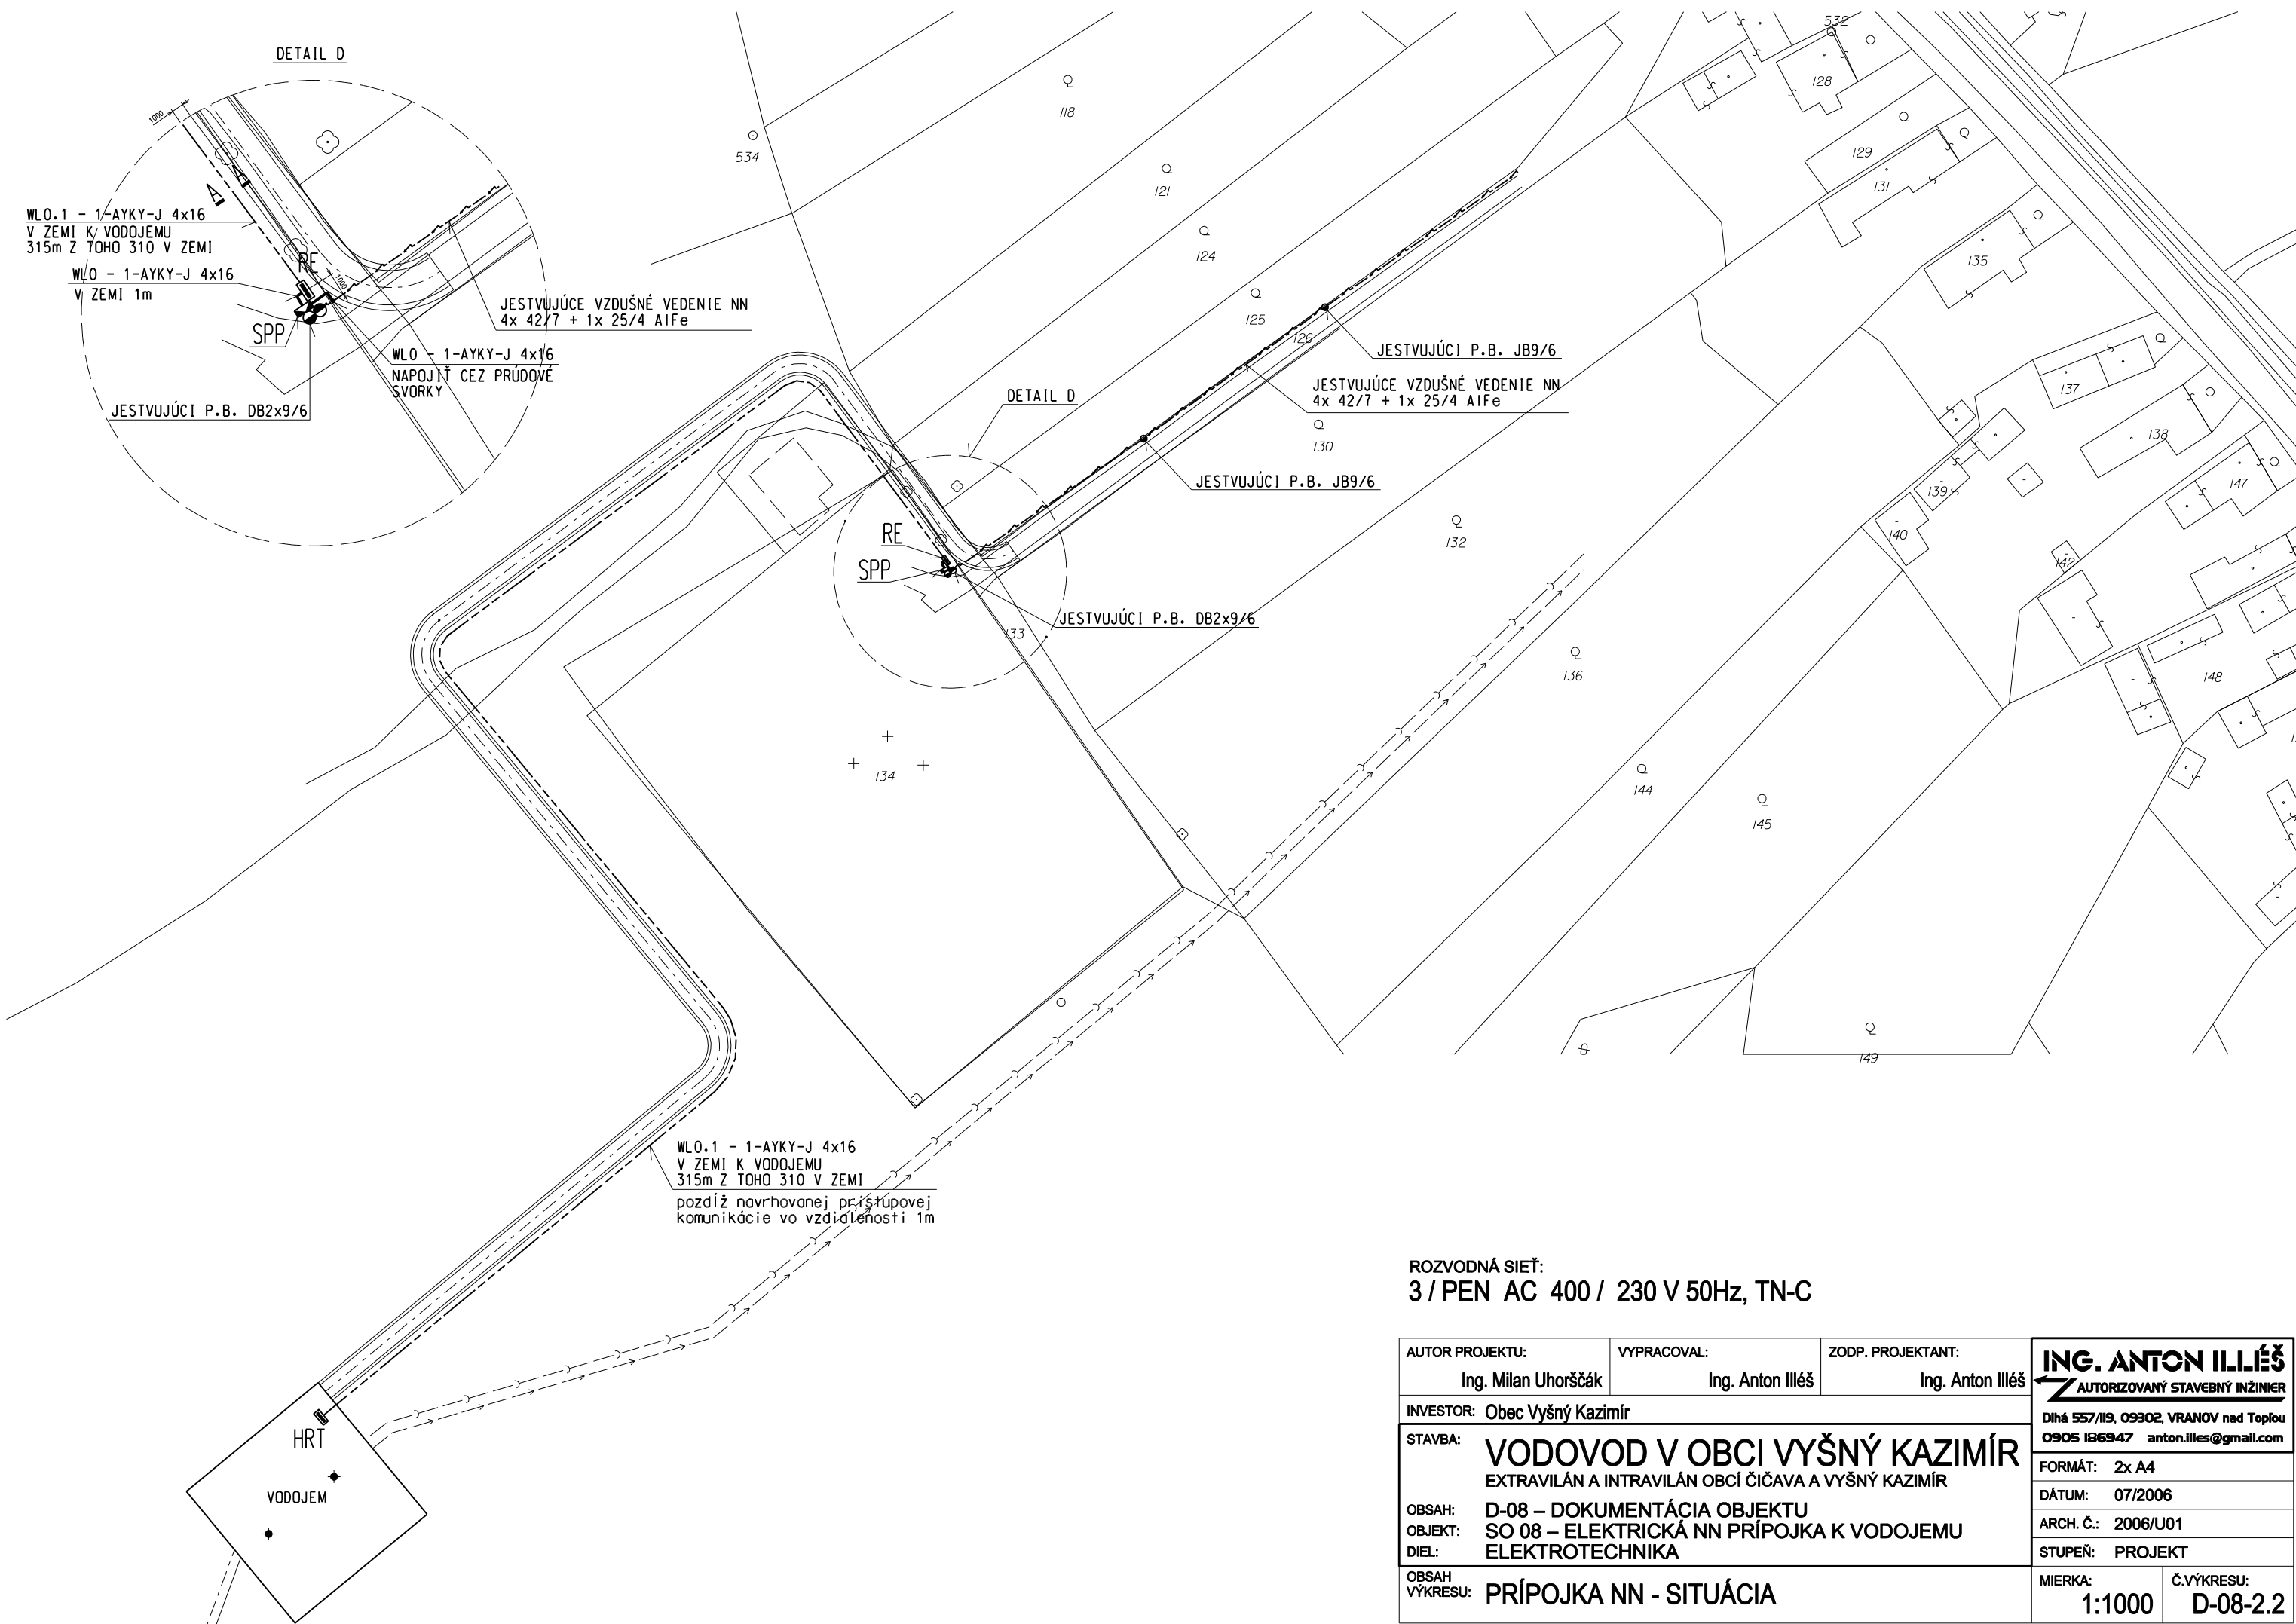 DETAIL D
1000
WLO.1 - 1-AYKY-J 4x16
V ZEMI K VODOJEMU
315m Z TOHO 310 V ZEMI
WLO - 1-AYKY-J 4x16
V ZEMI 1m
A
A
RE
1000
SPP
JESTVUJÚCI P.B. DB2x9/6
WLO - 1-AYKY-J 4x16
NAPOJIŤ CEZ PRÚDOVÉ
SVORKY
JESTVUJÚCE VZDUŠNÉ VEDENIE NN
4x 42/7 + 1x 25/4 AlFe
534
118
121
124
125
126
130
132
133
134
136
144
145
149
532
128
129
131
135
137
138
139
140
142
147
148
DETAIL D
JESTVUJÚCI P.B. JB9/6
JESTVUJÚCE VZDUŠNÉ VEDENIE NN
4x 42/7 + 1x 25/4 AlFe
JESTVUJÚCI P.B. JB9/6
RE
SPP
JESTVUJÚCI P.B. DB2x9/6
WLO.1 - 1-AYKY-J 4x16
V ZEMI K VODOJEMU
315m Z TOHO 310 V ZEMI
pozdĺž navrhovanej prístupovej
komunikácie vo vzdialenosti 1m
HRT
VODOJEM
ROZVODNÁ SIEŤ:
3 / PEN AC 400 / 230 V 50Hz, TN-C
AUTOR PROJEKTU:
Ing. Milan Uhorščák
VYPRACOVAL:
Ing. Anton Illéš
ZODP. PROJEKTANT:
Ing. Anton Illéš
INVESTOR: Obec Vyšný Kazimír
STAVBA: VODOVOD V OBCI VYŠNÝ KAZIMÍR
EXTRAVILÁN A INTRAVILÁN OBCÍ ČIČAVA A VYŠNÝ KAZIMÍR
OBSAH: D-08 – DOKUMENTÁCIA OBJEKTU
OBJEKT: SO 08 – ELEKTRICKÁ NN PRÍPOJKA K VODOJEMU
DIEL: ELEKTROTECHNIKA
OBSAH
VÝKRESU: PRÍPOJKA NN - SITUÁCIA
ING. ANTON ILLÉŠ
AUTORIZOVANÝ STAVEBNÝ INŽINIER
Dlhá 557/119, 09302, VRANOV nad Topľou
0905 186947 anton.illes@gmail.com
FORMÁT: 2x A4
DÁTUM: 07/2006
ARCH. Č.: 2006/U01
STUPEŇ: PROJEKT
MIERKA:
1:1000
Č.VÝKRESU:
D-08-2.2